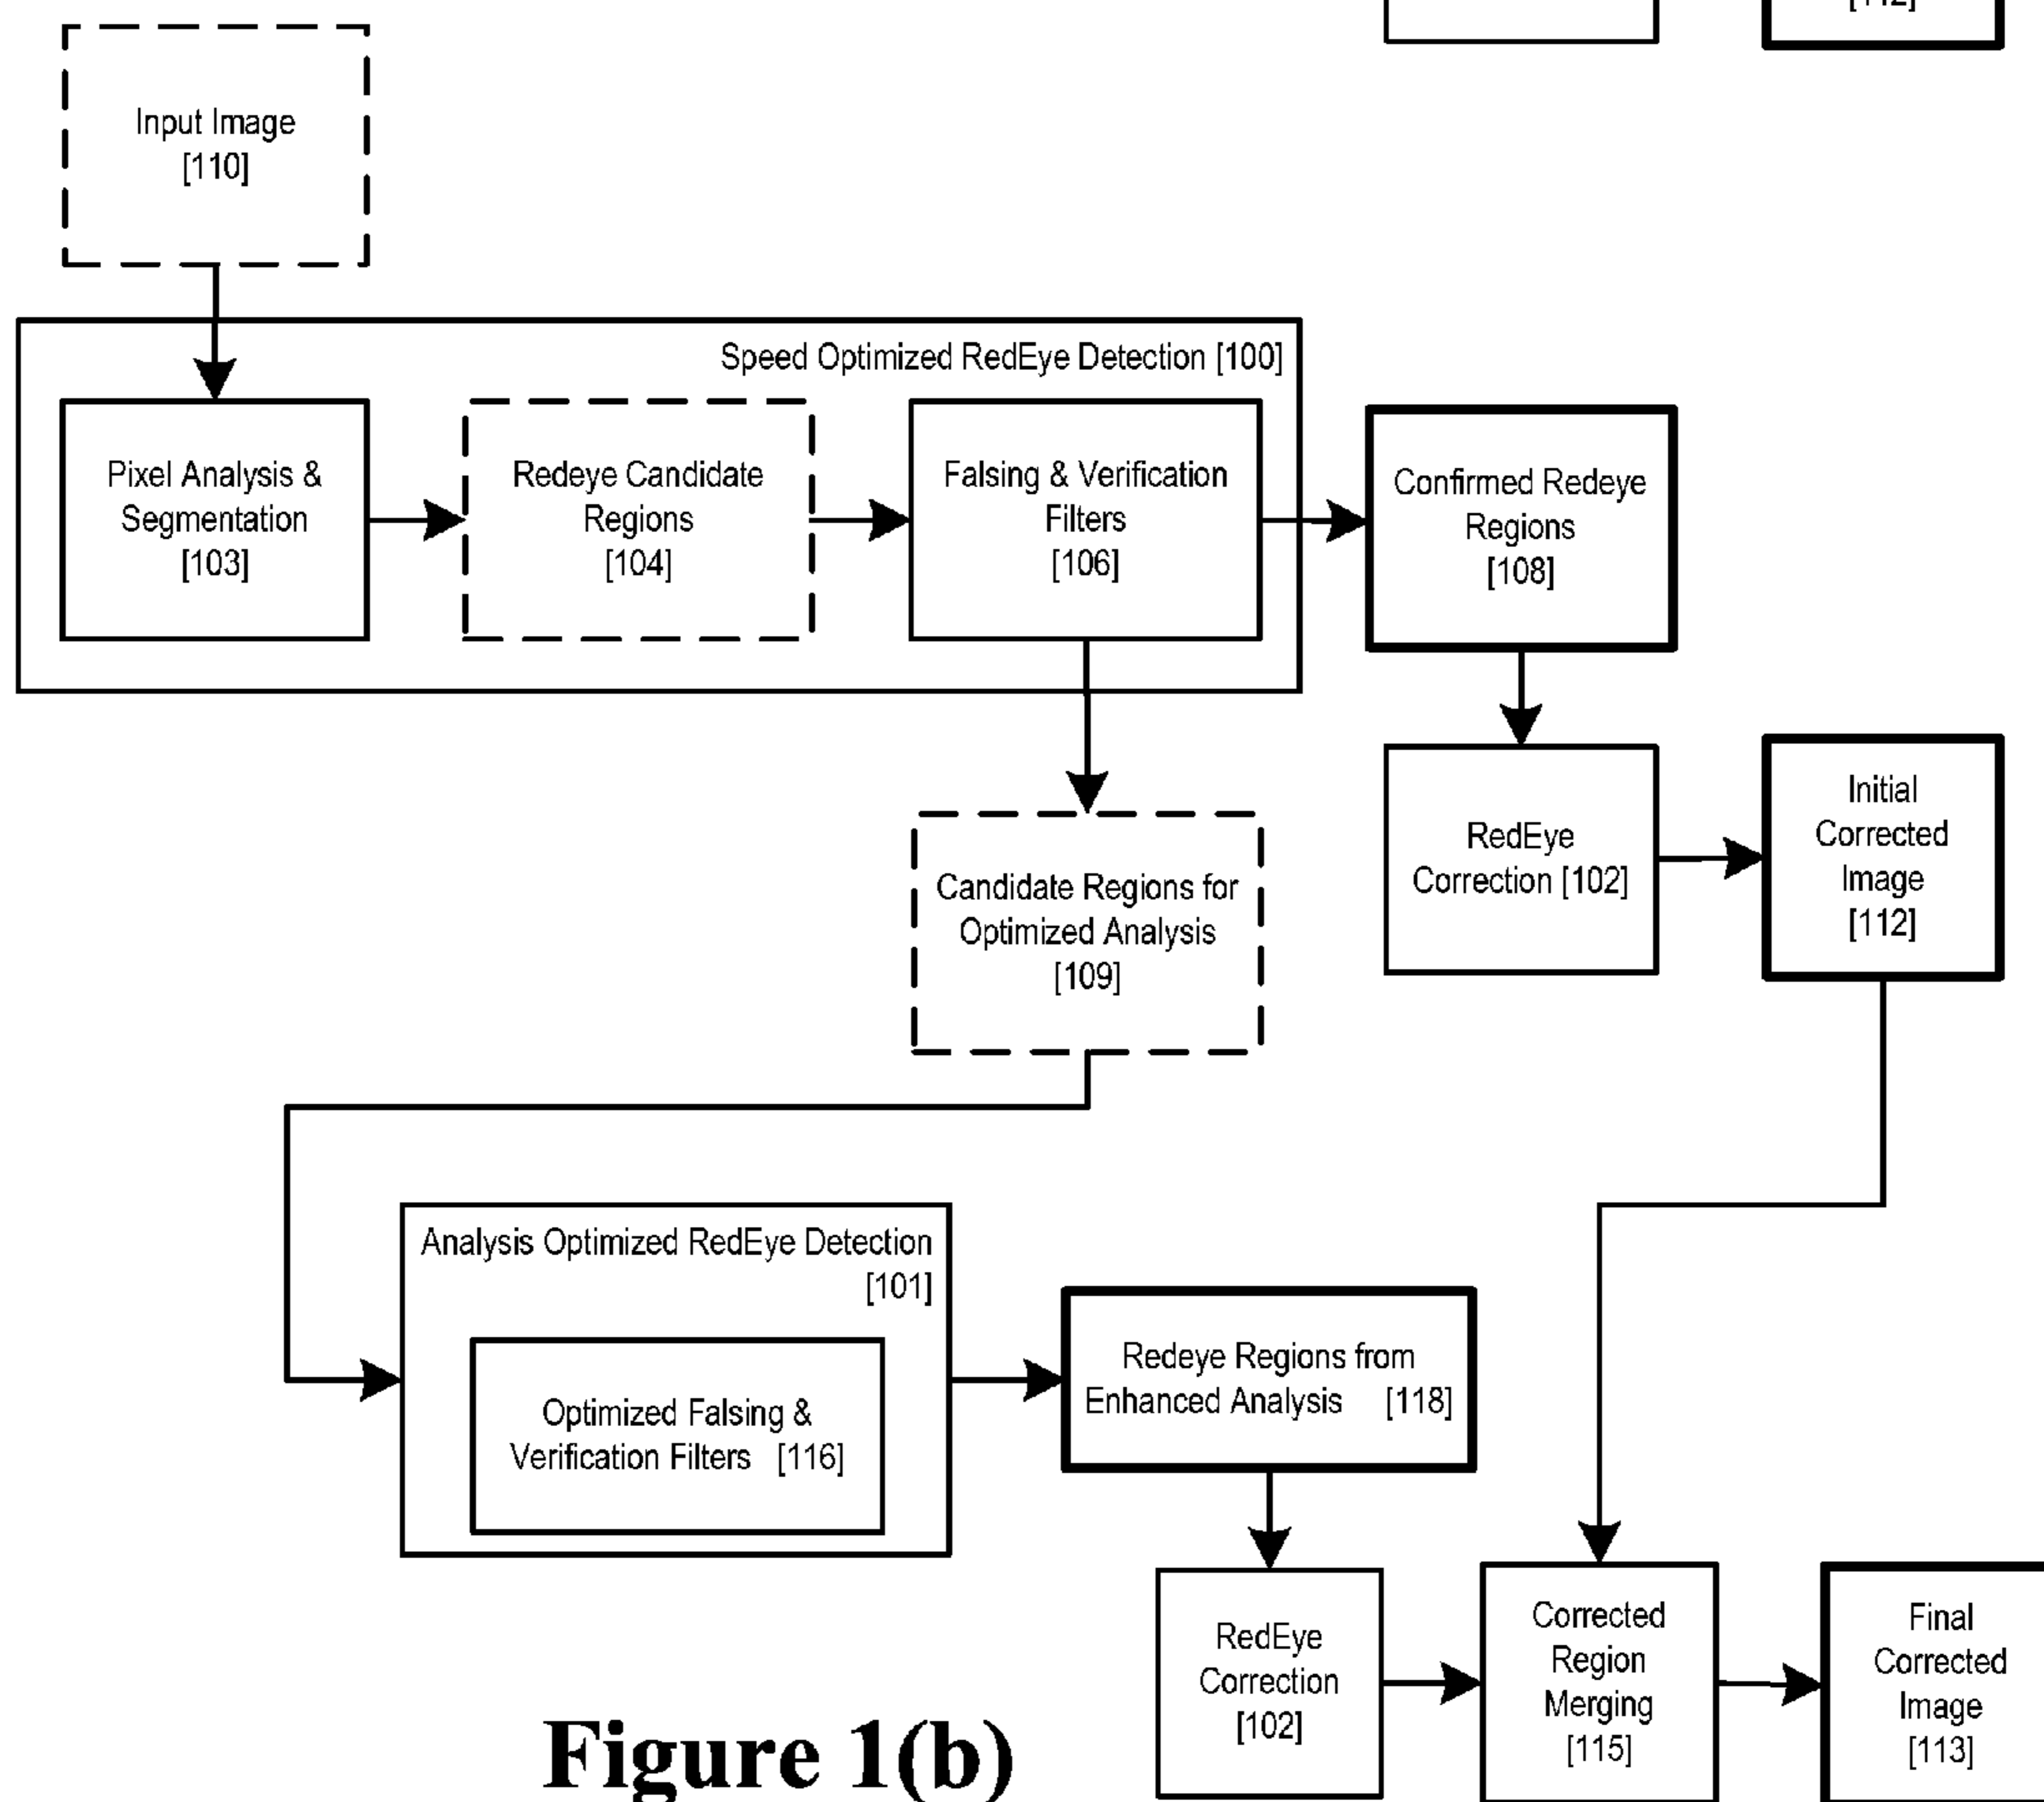 Input Image
[110]
Speed Optimized RedEye Detection [100]
Pixel Analysis &
Segmentation
[103]
Redeye Candidate
Regions
[104]
Falsing & Verification
Filters
[106]
Confirmed Redeye
Regions
[108]
RedEye
Correction [102]
Initial
Corrected
Image
[112]
Candidate Regions for
Optimized Analysis
[109]
Analysis Optimized RedEye Detection
[101]
Optimized Falsing &
Verification Filters [116]
Redeye Regions from
Enhanced Analysis [118]
RedEye
Correction
[102]
Corrected
Region
Merging
[115]
Final
Corrected
Image
[113]
Figure 1(b)